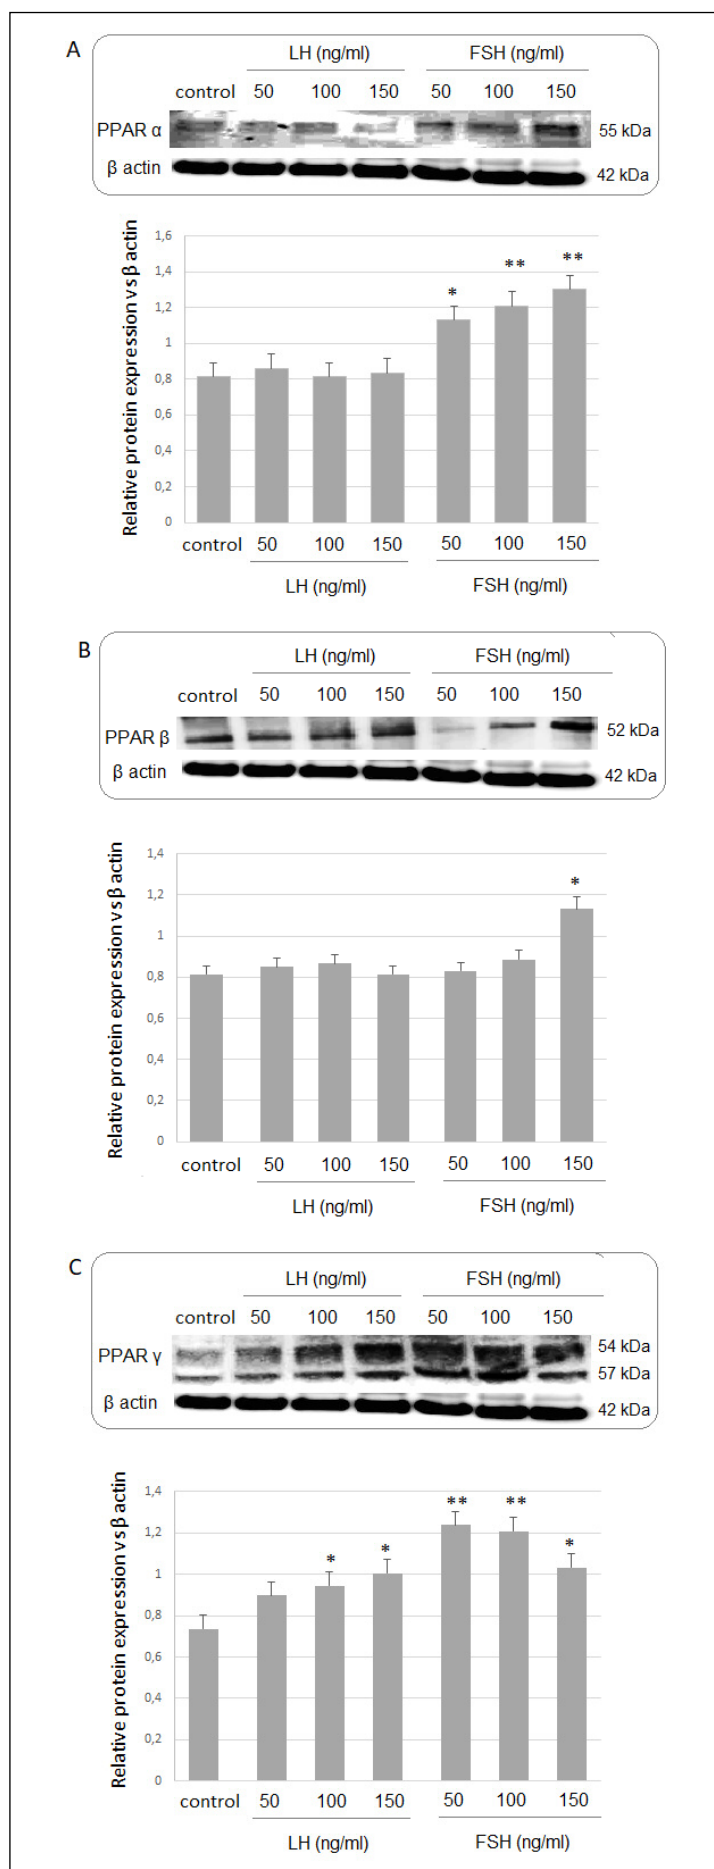 A
LH (ng/ml) FSH (ng/ml)
control 50 100 150 50 100 150
PPAR α 55 kDa
β actin 42 kDa
Relative protein expression vs β actin
1,6
1,4
1,2
1
0,8
0,6
0,4
0,2
0
* ** **
control 50 100 150 50 100 150
LH (ng/ml) FSH (ng/ml)
B
LH (ng/ml) FSH (ng/ml)
control 50 100 150 50 100 150
PPAR β 52 kDa
β actin 42 kDa
Relative protein expression vs β actin
1,4
1,2
1
0,8
0,6
0,4
0,2
0
*
control 50 100 150 50 100 150
LH (ng/ml) FSH (ng/ml)
C
LH (ng/ml) FSH (ng/ml)
control 50 100 150 50 100 150
PPAR γ 54 kDa
57 kDa
β actin 42 kDa
Relative protein expression vs β actin
1,4
1,2
1
0,8
0,6
0,4
0,2
0
* * ** ** *
control 50 100 150 50 100 150
LH (ng/ml) FSH (ng/ml)